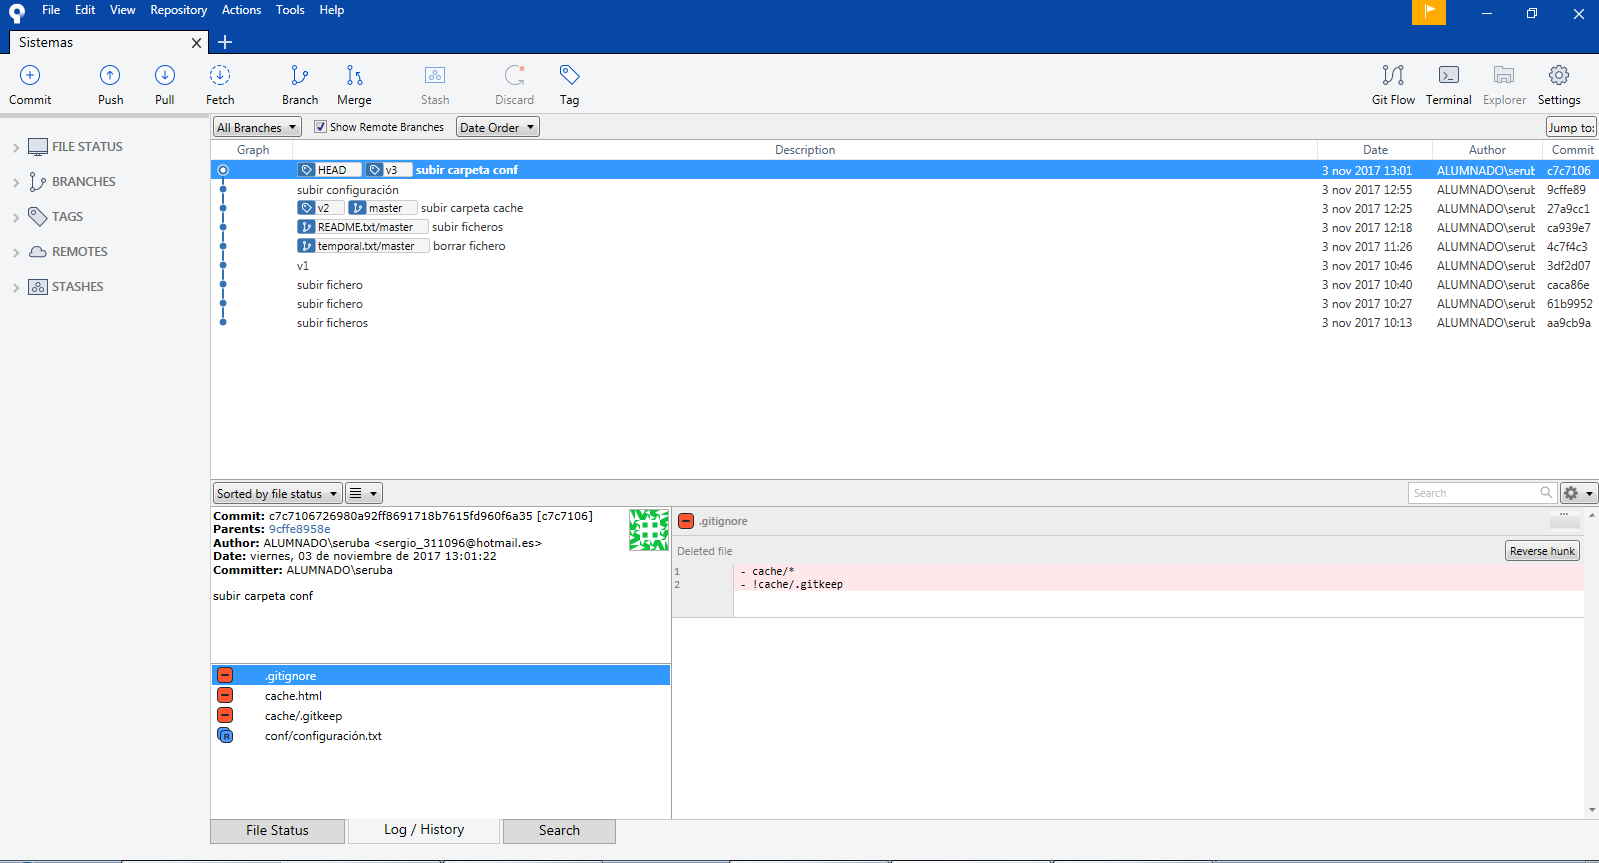 File Edit View Repository Actions Tools Help
Sistemas
Commit Push Pull Fetch Branch Merge Stash Discard Tag Git Flow Terminal Explorer Settings
All Branches Show Remote Branches Date Order Jump to:
FILE STATUS
BRANCHES
TAGS
REMOTES
STASHES
Graph Description Date Author Commit
HEAD v3 subir carpeta conf 3 nov 2017 13:01 ALUMNADO\serub c7c7106
subir configuración 3 nov 2017 12:55 ALUMNADO\serub 9cffe89
v2 master subir carpeta cache 3 nov 2017 12:25 ALUMNADO\serub 27a9cc1
README.txt/master subir ficheros 3 nov 2017 12:18 ALUMNADO\serub ca939e7
temporal.txt/master borrar fichero 3 nov 2017 11:26 ALUMNADO\serub 4c7f4c3
v1 3 nov 2017 10:46 ALUMNADO\serub 3df2d07
subir fichero 3 nov 2017 10:40 ALUMNADO\serub caca86e
subir fichero 3 nov 2017 10:27 ALUMNADO\serub 61b9952
subir ficheros 3 nov 2017 10:13 ALUMNADO\serub aa9cb9a
Sorted by file status Search
Commit: c7c7106726980a92ff8691718b7615fd960f6a35 [c7c7106]
Parents: 9cffe8958e
Author: ALUMNADO\seruba <sergio_311096@hotmail.es>
Date: viernes, 03 de noviembre de 2017 13:01:22
Committer: ALUMNADO\seruba
subir carpeta conf
.gitignore
cache.html
cache/.gitkeep
R conf/configuración.txt
.gitignore ...
Deleted file Reverse hunk
1 - cache/*
2 - !cache/.gitkeep
File Status Log / History Search